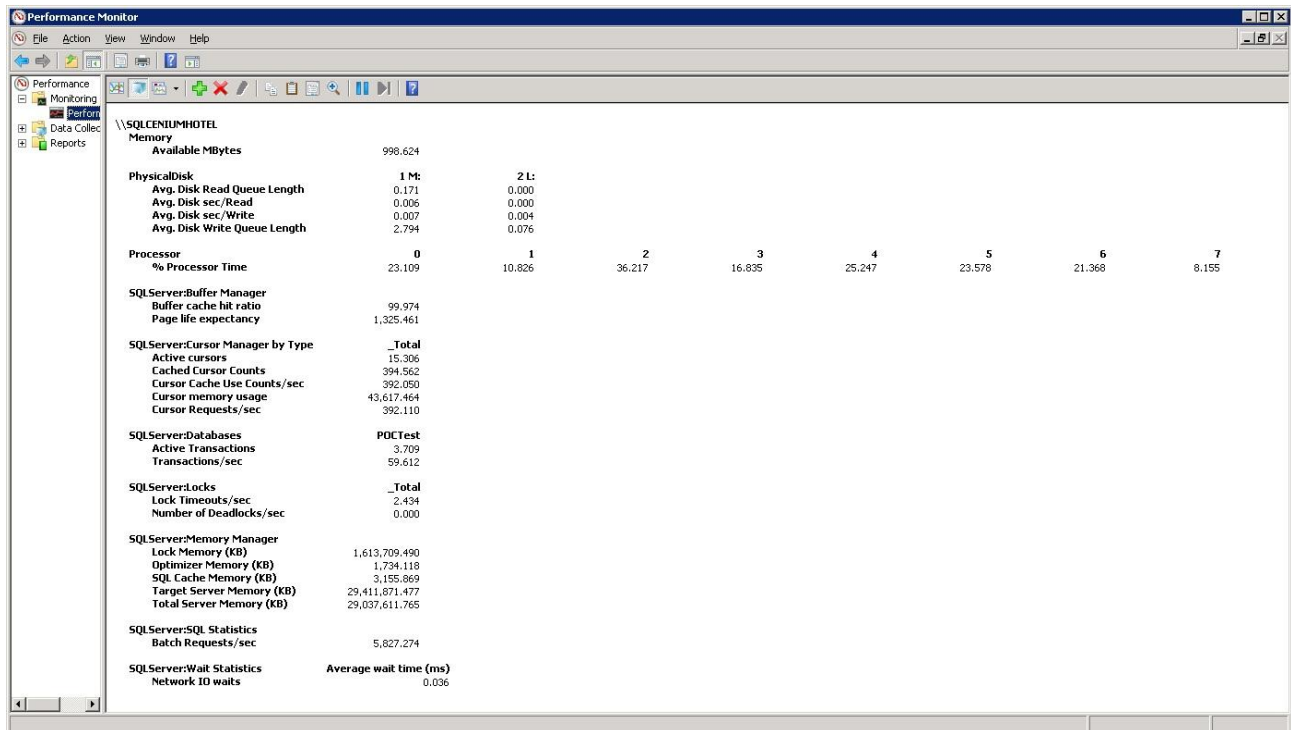 Performance Monitor
File Action View Window Help
Performance
Monitoring
Perform
Data Collec
Reports
\\SQLCENIUMHOTEL
Memory
Available MBytes 998.624
PhysicalDisk 1 M: 2 L:
Avg. Disk Read Queue Length 0.171 0.000
Avg. Disk sec/Read 0.006 0.000
Avg. Disk sec/Write 0.007 0.004
Avg. Disk Write Queue Length 2.794 0.076
Processor 0 1 2 3 4 5 6 7
% Processor Time 23.109 10.826 36.217 16.835 25.247 23.578 21.368 8.155
SQLServer:Buffer Manager
Buffer cache hit ratio 99.974
Page life expectancy 1,325.461
SQLServer:Cursor Manager by Type _Total
Active cursors 15.306
Cached Cursor Counts 394.562
Cursor Cache Use Counts/sec 392.050
Cursor memory usage 43,617.464
Cursor Requests/sec 392.110
SQLServer:Databases POCTest
Active Transactions 3.709
Transactions/sec 59.612
SQLServer:Locks _Total
Lock Timeouts/sec 2.434
Number of Deadlocks/sec 0.000
SQLServer:Memory Manager
Lock Memory (KB) 1,613,709.490
Optimizer Memory (KB) 1,734.118
SQL Cache Memory (KB) 3,155.869
Target Server Memory (KB) 29,411,871.477
Total Server Memory (KB) 29,037,611.765
SQLServer:SQL Statistics
Batch Requests/sec 5,827.274
SQLServer:Wait Statistics Average wait time (ms)
Network IO waits 0.036